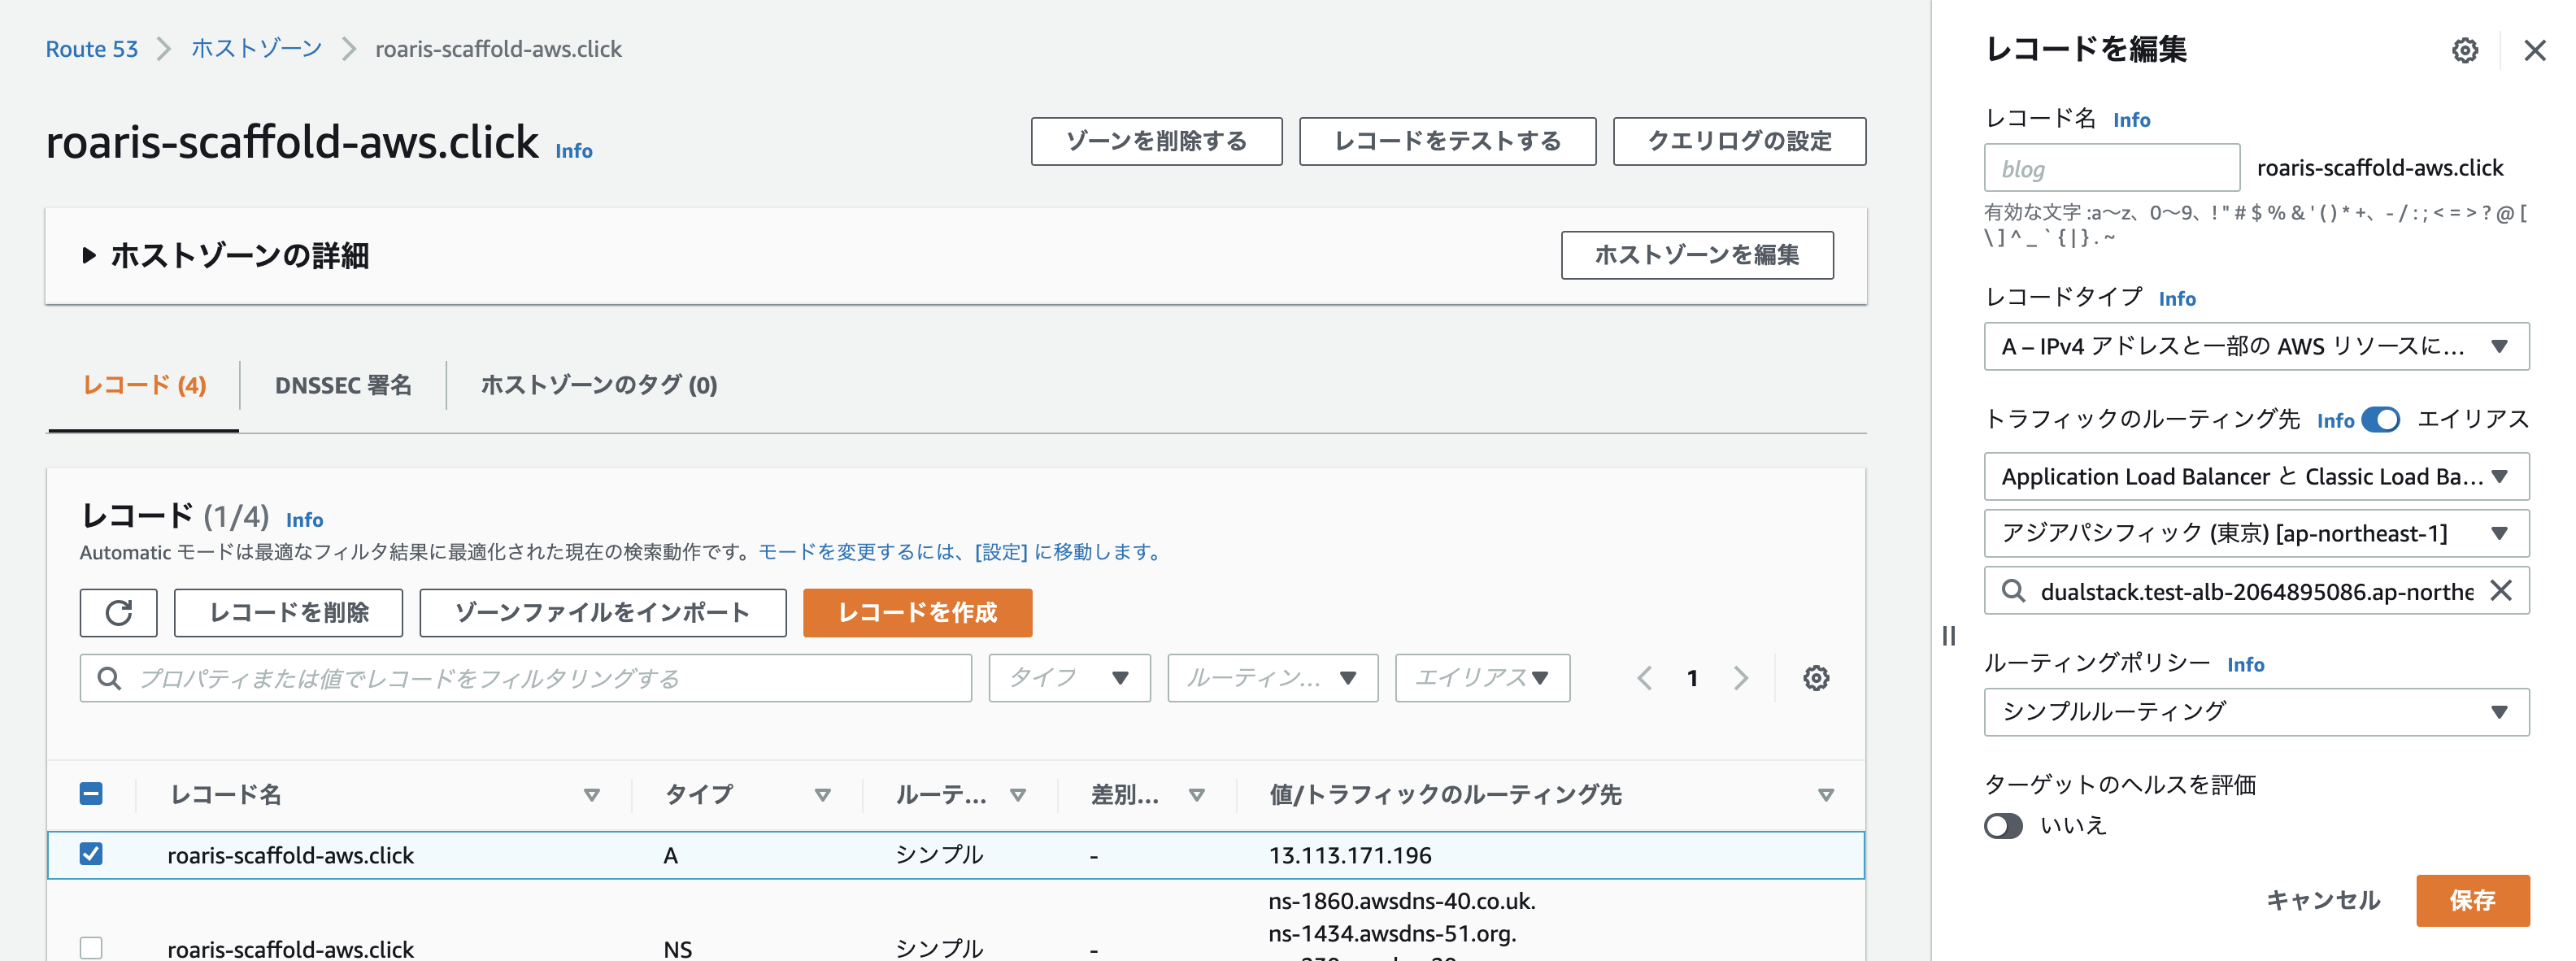 Route 53 > ホストゾーン > roaris-scaffold-aws.click
roaris-scaffold-aws.click Info
ゾーンを削除する レコードをテストする クエリログの設定
ホストゾーンの詳細 ホストゾーンを編集
レコード (4) DNSSEC 署名 ホストゾーンのタグ (0)
レコード (1/4) Info
Automatic モードは最適なフィルタ結果に最適化された現在の検索動作です。モードを変更するには、[設定] に移動します。
レコードを削除 ゾーンファイルをインポート レコードを作成
プロパティまたは値でレコードをフィルタリングする タイプ ルーティン... エイリアス 1
レコード名 タイプ ルーテ... 差別... 値/トラフィックのルーティング先
roaris-scaffold-aws.click A シンプル - 13.113.171.196
ns-1860.awsdns-40.co.uk.
roaris-scaffold-aws.click NS シンプル - ns-1434.awsdns-51.org.
レコードを編集
レコード名 Info
blog roaris-scaffold-aws.click
有効な文字 :a～z、0～9、! " # $ % & ' ( ) * +、- / : ; < = > ? @ [
\ ] ^ _ ` { | } . ~
レコードタイプ Info
A – IPv4 アドレスと一部の AWS リソースに...
トラフィックのルーティング先 Info エイリアス
Application Load Balancer と Classic Load Ba...
アジアパシフィック (東京) [ap-northeast-1]
dualstack.test-alb-2064895086.ap-northe
ルーティングポリシー Info
シンプルルーティング
ターゲットのヘルスを評価
いいえ
キャンセル 保存